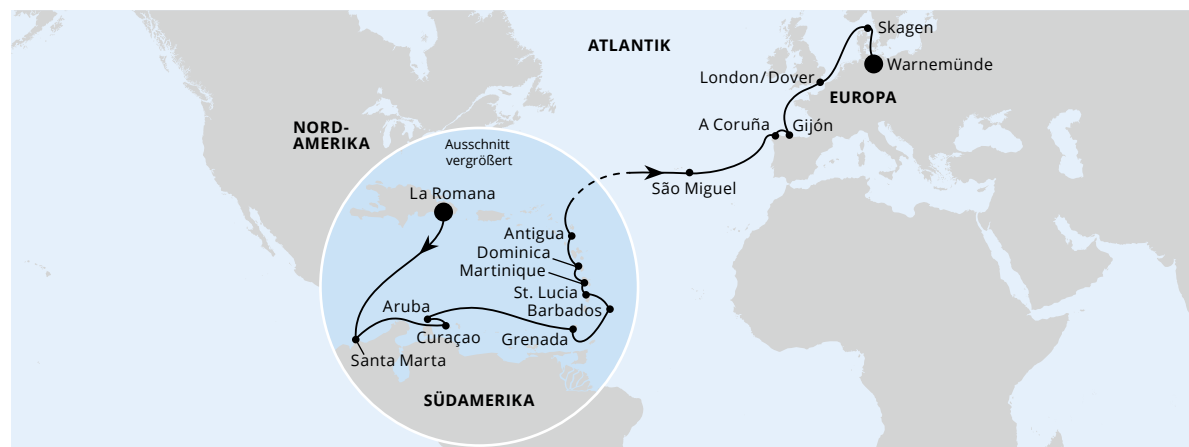 Skagen
ATLANTIK
Warnemünde
London/Dover
EUROPA
NORD-
AMERIKA
A Coruña
Gijón
Ausschnitt
vergrößert
São Miguel
La Romana
Antigua
Dominica
Martinique
St. Lucia
Aruba
Barbados
Curaçao
Grenada
Santa Marta
SÜDAMERIKA